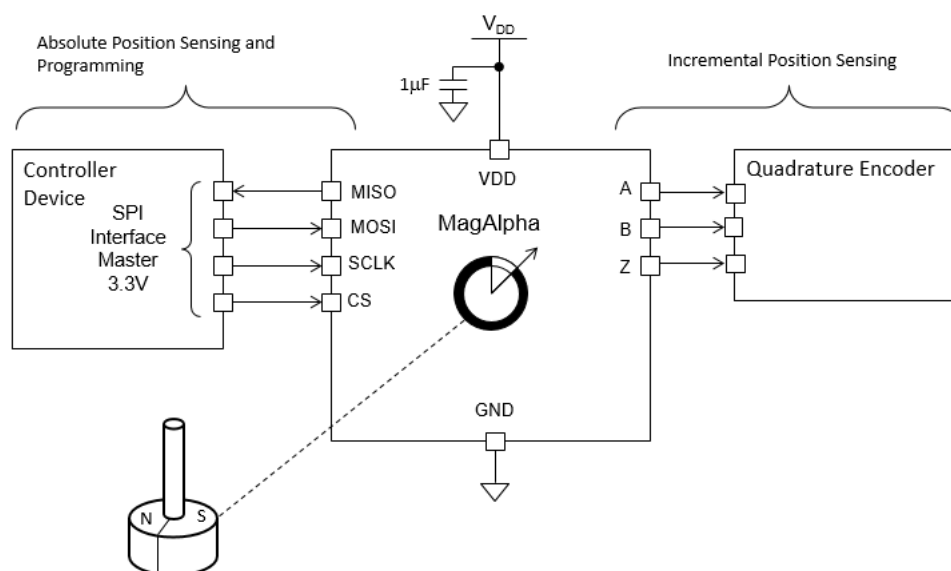 Absolute Position Sensing and
Programming
V_DD
1µF
Incremental Position Sensing
Controller
Device
SPI
Interface
Master
3.3V
MISO
MOSI
SCLK
CS
VDD
MagAlpha
GND
A
B
Z
Quadrature Encoder
N S